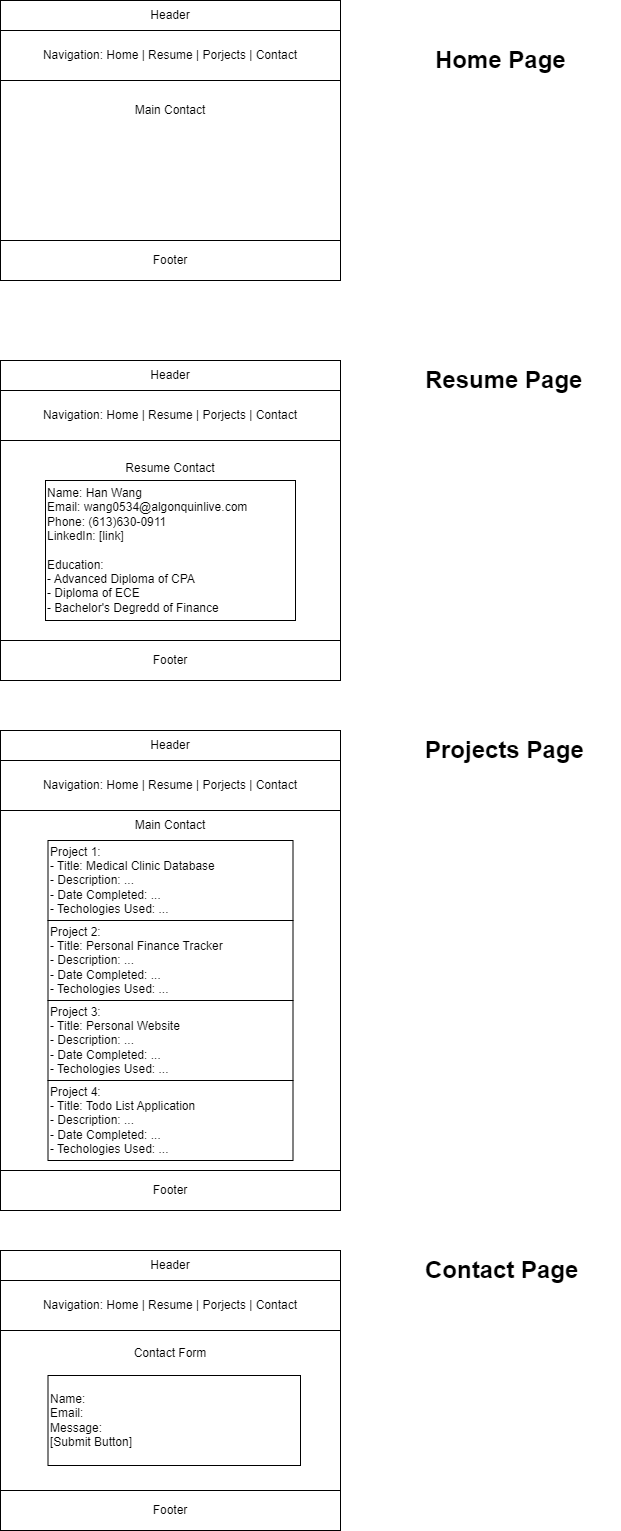 Header
Navigation: Home | Resume | Porjects | Contact
Home Page
Main Contact
Footer
Header
Resume Page
Navigation: Home | Resume | Porjects | Contact
Resume Contact
Name: Han Wang
Email: wang0534@algonquinlive.com
Phone: (613)630-0911
LinkedIn: [link]
Education:
- Advanced Diploma of CPA
- Diploma of ECE
- Bachelor's Degredd of Finance
Footer
Header
Projects Page
Navigation: Home | Resume | Porjects | Contact
Main Contact
Project 1:
- Title: Medical Clinic Database
- Description: ...
- Date Completed: ...
- Techologies Used: ...
Project 2:
- Title: Personal Finance Tracker
- Description: ...
- Date Completed: ...
- Techologies Used: ...
Project 3:
- Title: Personal Website
- Description: ...
- Date Completed: ...
- Techologies Used: ...
Project 4:
- Title: Todo List Application
- Description: ...
- Date Completed: ...
- Techologies Used: ...
Footer
Header
Contact Page
Navigation: Home | Resume | Porjects | Contact
Contact Form
Name:
Email:
Message:
[Submit Button]
Footer